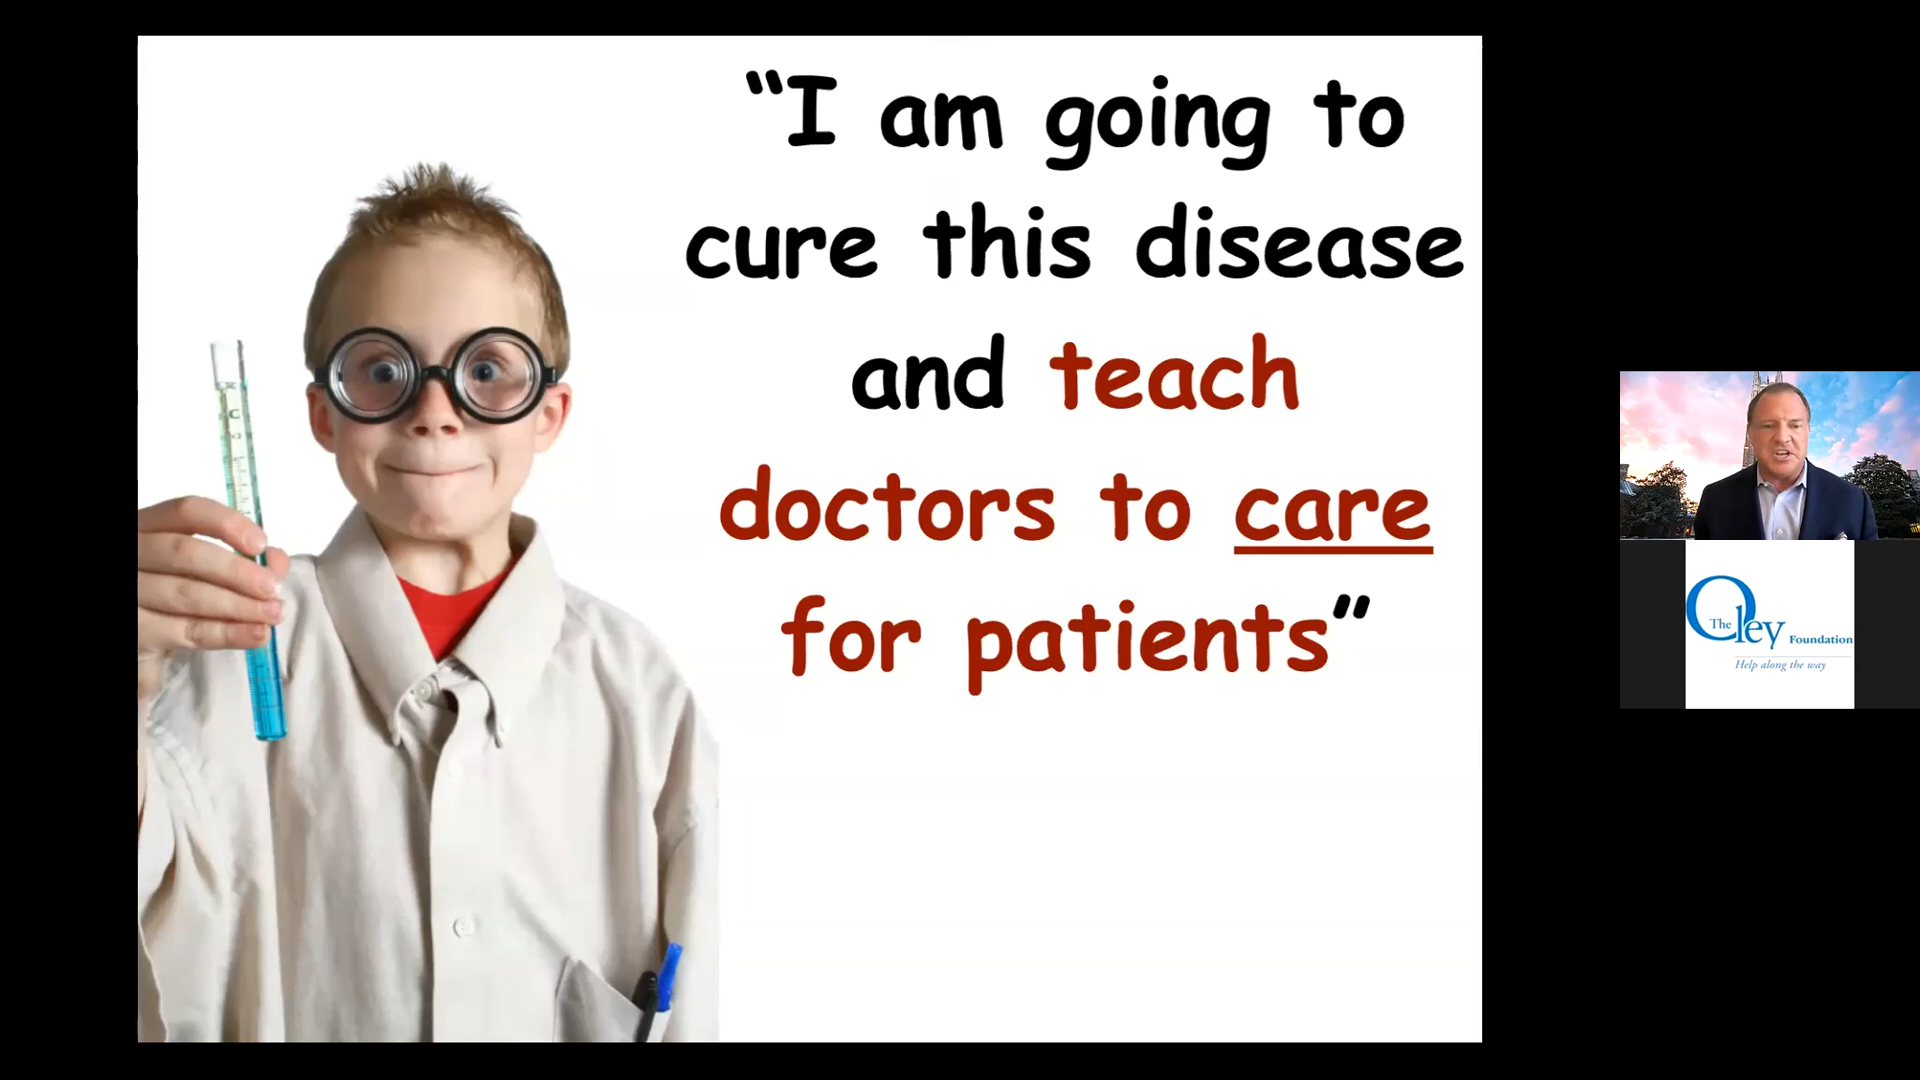 “I am going to
cure this disease
and teach
doctors to care
for patients”
The Oley Foundation
Help along the way